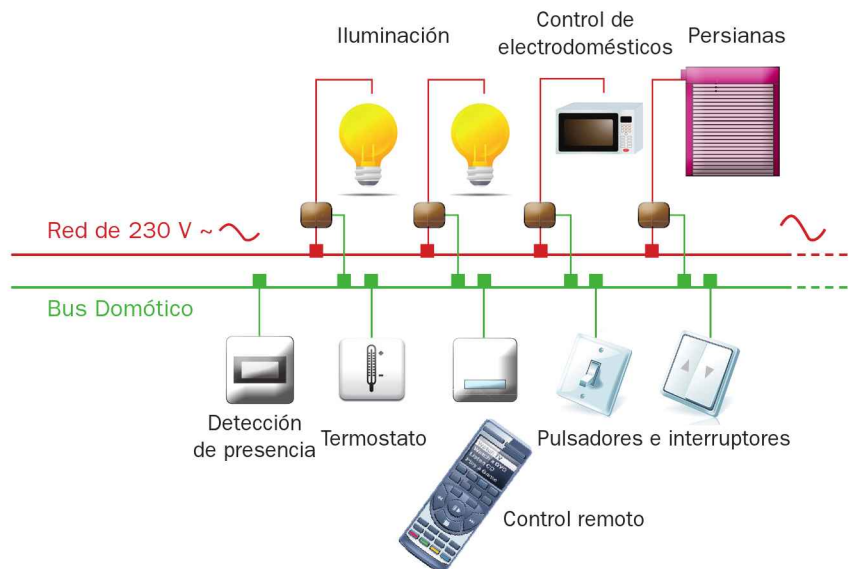 Iluminación
Control de
electrodomésticos
Persianas
Red de 230 V ~
Bus Domótico
Detección
de presencia
Termostato
Pulsadores e interruptores
Control remoto